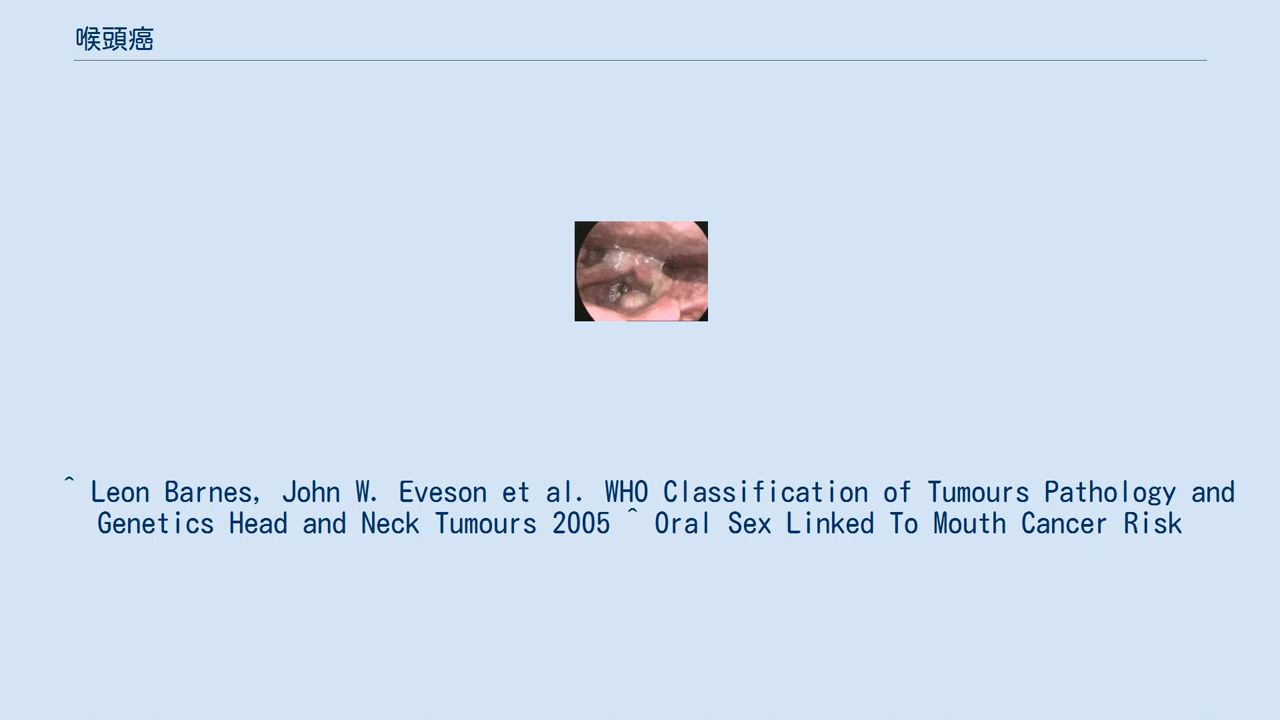 喉頭癌
^ Leon Barnes, John W. Eveson et al. WHO Classification of Tumours Pathology and
Genetics Head and Neck Tumours 2005 ^ Oral Sex Linked To Mouth Cancer Risk